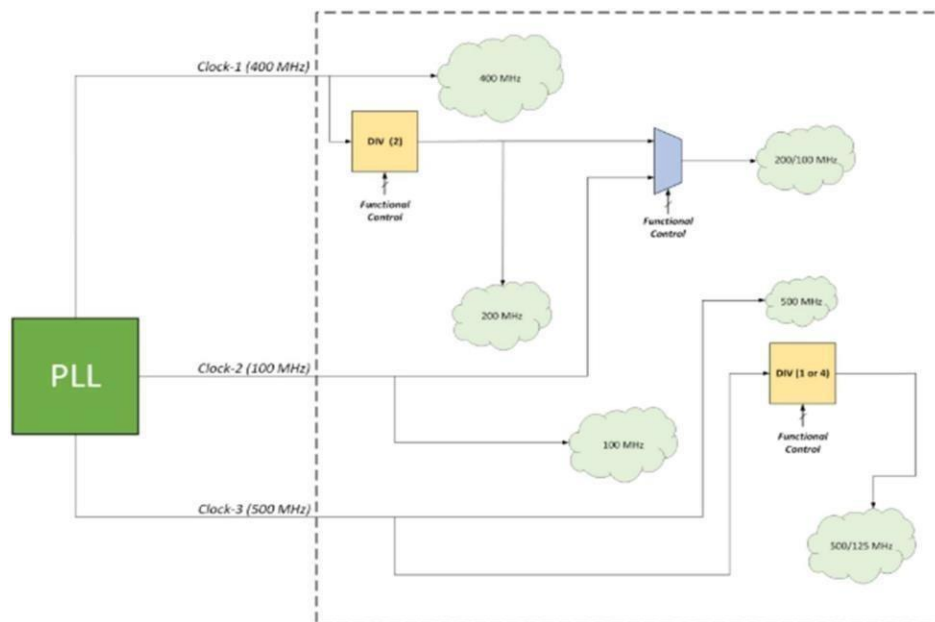 Clock-1 (400 MHz)
400 MHz
DIV (2)
200/100 MHz
Functional
Control
Functional
Control
500 MHz
200 MHz
PLL
Clock-2 (100 MHz)
DIV (1 or 4)
100 MHz
Functional
Control
Clock-3 (500 MHz)
500/125 MHz